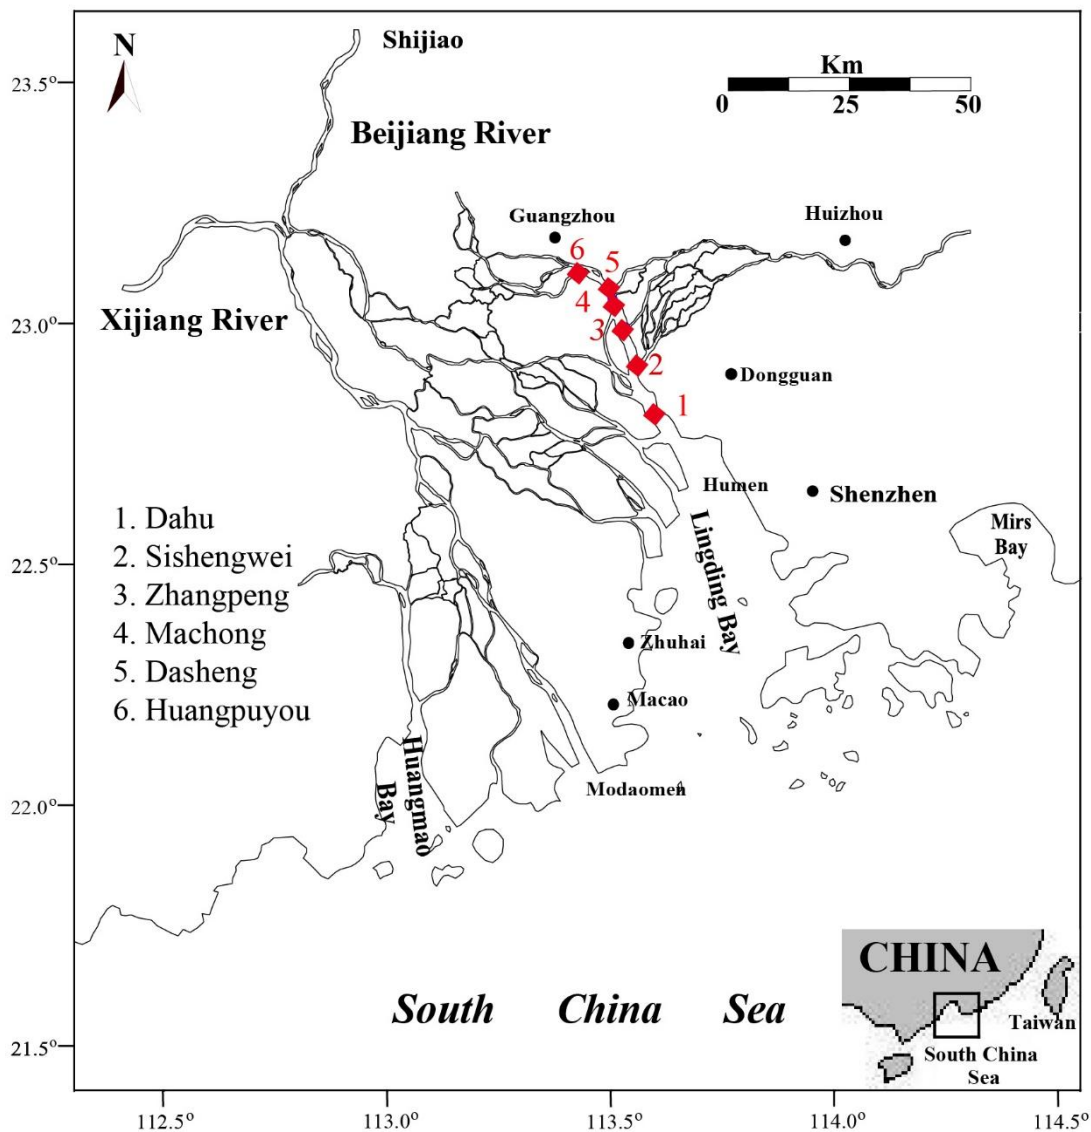 N
Shijiao
Km
0 25 50
23.5°
Beijiang River
Guangzhou
Huizhou
6
5
4
3
2
1
Xijiang River
23.0°
Dongguan
Humen
Shenzhen
Mirs
Bay
Lingding Bay
1. Dahu
2. Sishengwei
3. Zhangpeng
4. Machong
5. Dasheng
6. Huangpuyou
22.5°
Zhuhai
Macao
Modaomen
Huangmao
Bay
22.0°
South China Sea
21.5°
CHINA
Taiwan
South China
Sea
112.5° 113.0° 113.5° 114.0° 114.5°